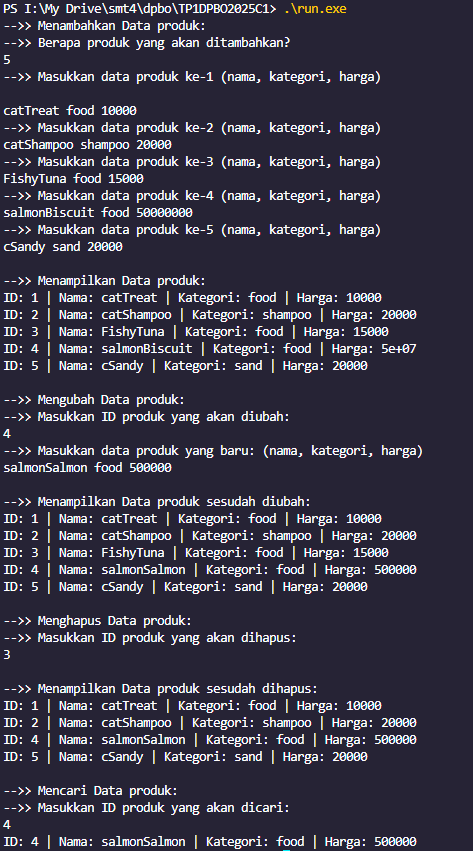 PS I:\My Drive\smt4\dpbo\TP1DPBO2025C1> .\run.exe
-->> Menambahkan Data produk:
-->> Berapa produk yang akan ditambahkan?
5
-->> Masukkan data produk ke-1 (nama, kategori, harga)
catTreat food 10000
-->> Masukkan data produk ke-2 (nama, kategori, harga)
catShampoo shampoo 20000
-->> Masukkan data produk ke-3 (nama, kategori, harga)
FishyTuna food 15000
-->> Masukkan data produk ke-4 (nama, kategori, harga)
salmonBiscuit food 50000000
-->> Masukkan data produk ke-5 (nama, kategori, harga)
cSandy sand 20000
-->> Menampilkan Data produk:
ID: 1 | Nama: catTreat | Kategori: food | Harga: 10000
ID: 2 | Nama: catShampoo | Kategori: shampoo | Harga: 20000
ID: 3 | Nama: FishyTuna | Kategori: food | Harga: 15000
ID: 4 | Nama: salmonBiscuit | Kategori: food | Harga: 5e+07
ID: 5 | Nama: cSandy | Kategori: sand | Harga: 20000
-->> Mengubah Data produk:
-->> Masukkan ID produk yang akan diubah:
4
-->> Masukkan data produk yang baru: (nama, kategori, harga)
salmonSalmon food 500000
-->> Menampilkan Data produk sesudah diubah:
ID: 1 | Nama: catTreat | Kategori: food | Harga: 10000
ID: 2 | Nama: catShampoo | Kategori: shampoo | Harga: 20000
ID: 3 | Nama: FishyTuna | Kategori: food | Harga: 15000
ID: 4 | Nama: salmonSalmon | Kategori: food | Harga: 500000
ID: 5 | Nama: cSandy | Kategori: sand | Harga: 20000
-->> Menghapus Data produk:
-->> Masukkan ID produk yang akan dihapus:
3
-->> Menampilkan Data produk sesudah dihapus:
ID: 1 | Nama: catTreat | Kategori: food | Harga: 10000
ID: 2 | Nama: catShampoo | Kategori: shampoo | Harga: 20000
ID: 4 | Nama: salmonSalmon | Kategori: food | Harga: 500000
ID: 5 | Nama: cSandy | Kategori: sand | Harga: 20000
-->> Mencari Data produk:
-->> Masukkan ID produk yang akan dicari:
4
ID: 4 | Nama: salmonSalmon | Kategori: food | Harga: 500000